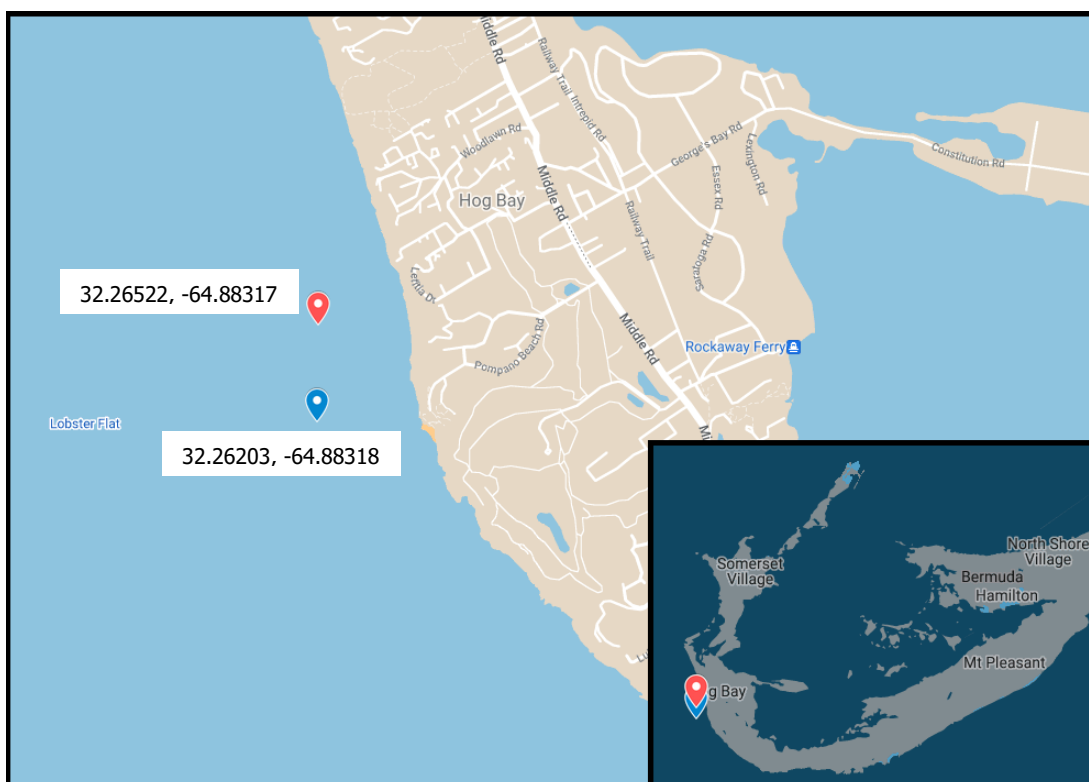 Middle Rd
Railway Trail
Intrepid Rd
Woodlawn Rd
George's Bay Rd
Lexington Rd
Constitution Rd
Essex Rd
Middle Rd
Hog Bay
Railway Trail
Saratoga Rd
Lentia Dr
32.26522, -64.88317
Middle Rd
Pompano Beach Rd
Rockaway Ferry
Lobster Flat
32.26203, -64.88318
North Shore
Village
Somerset
Village
Bermuda
Hamilton
Mt Pleasant
Bay